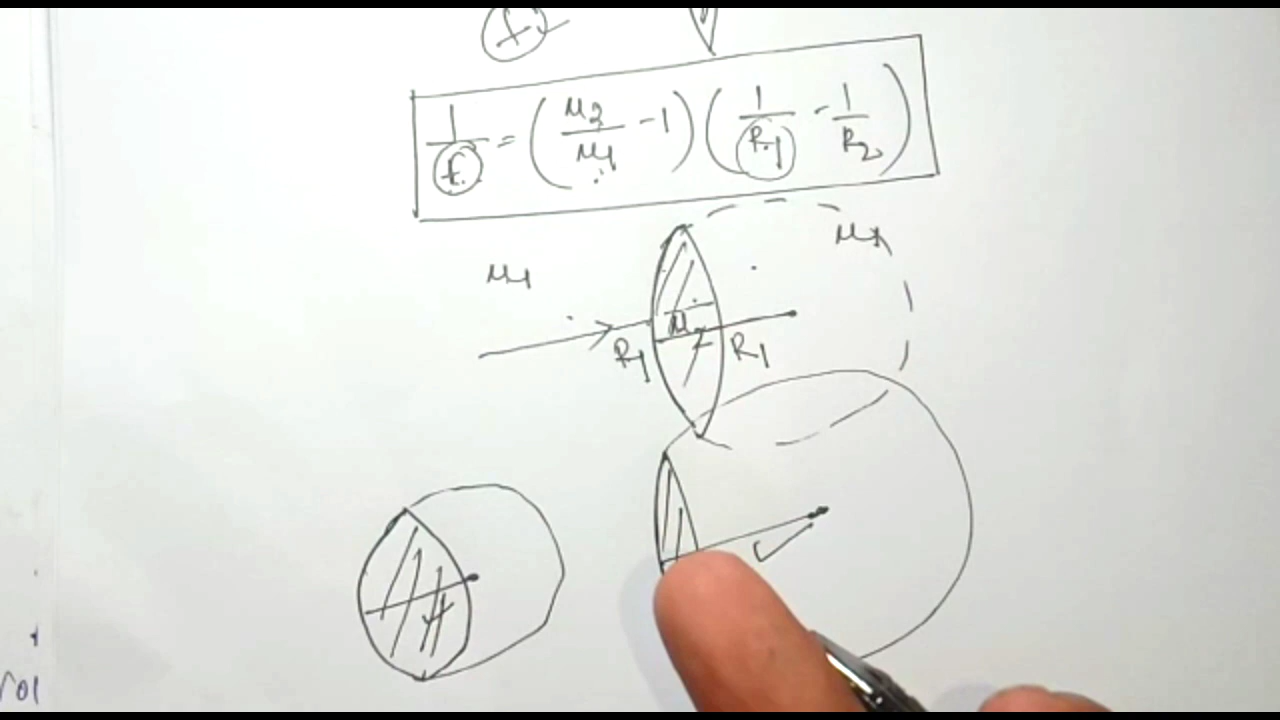 f
1/f = (μ2/μ1 - 1)(1/R1 - 1/R2)
μ1
μ1
μ2
R1
R1